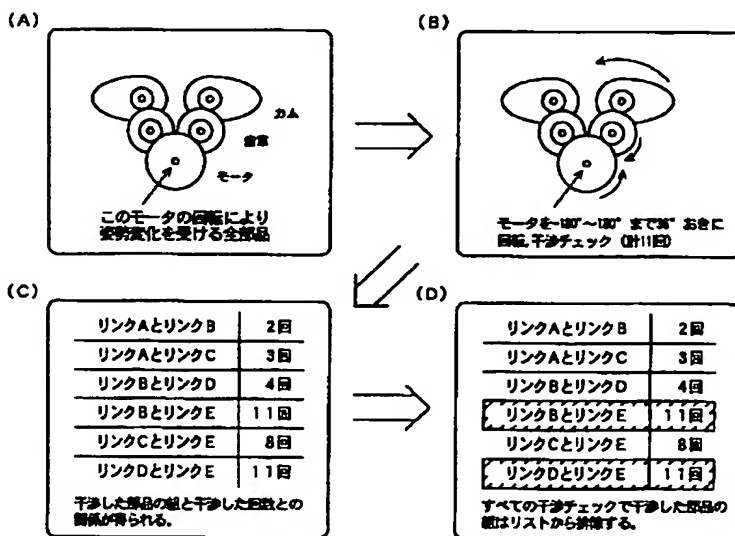 (A)
カム
歯車
モータ
このモータの回転により
姿勢変化を受ける全部品
(B)
モータを-180°~180° まで36° おきに
回転,干渉チェック (計11回)
(C)
リンクAとリンクB 2回
リンクAとリンクC 3回
リンクBとリンクD 4回
リンクBとリンクE 11回
リンクCとリンクE 8回
リンクDとリンクE 11回
干渉した部品の組と干渉した回数との
関係が得られる。
(D)
リンクAとリンクB 2回
リンクAとリンクC 3回
リンクBとリンクD 4回
リンクBとリンクE 11回
リンクCとリンクE 8回
リンクDとリンクE 11回
すべての干渉チェックで干渉した部品の
組はリストから排除する。